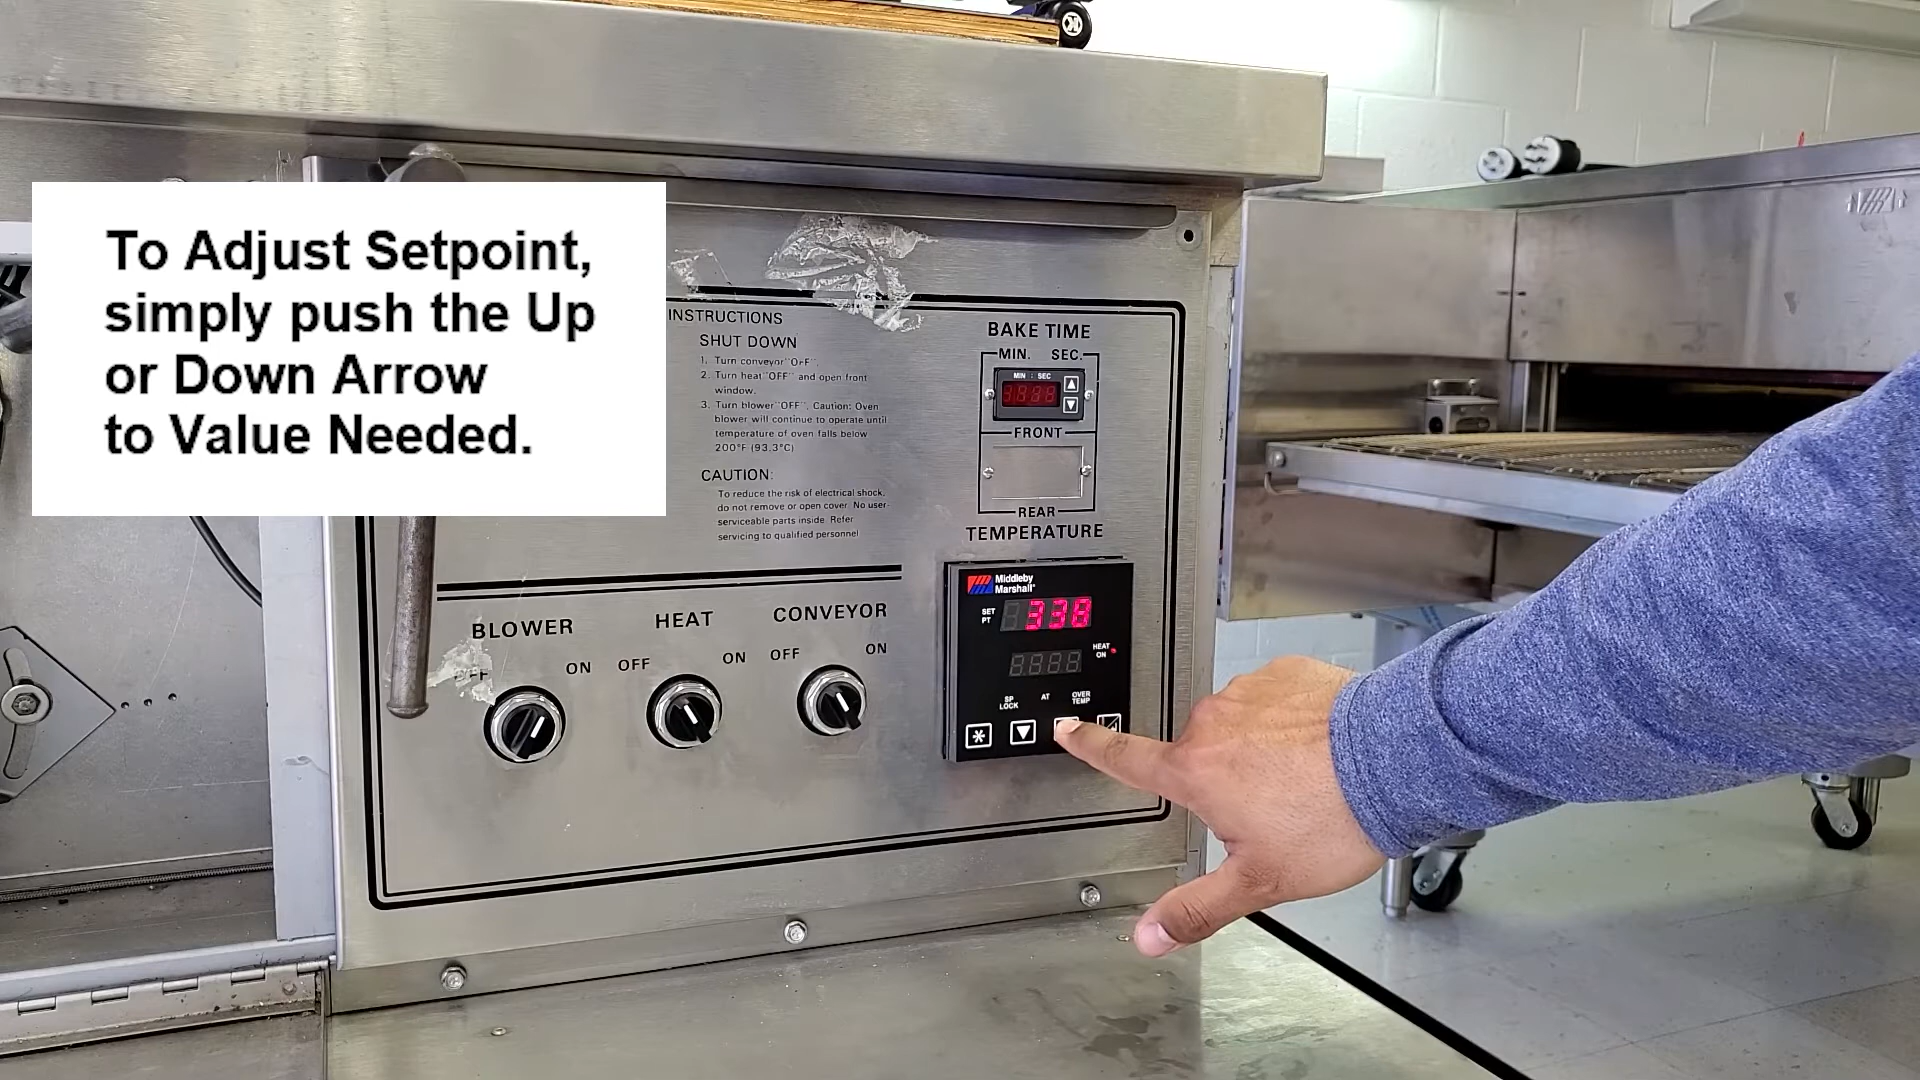 To Adjust Setpoint,
simply push the Up
or Down Arrow
to Value Needed.
INSTRUCTIONS
SHUT DOWN
1. Turn conveyor "OFF".
2. Turn heat "OFF" and open front
window.
3. Turn blower "OFF". Caution: Oven
blower will continue to operate until
temperature of oven falls below
200°F (93.3°C)
CAUTION:
To reduce the risk of electrical shock,
do not remove or open cover. No user-
serviceable parts inside. Refer
servicing to qualified personnel
BAKE TIME
MIN. SEC.
MIN : SEC
FRONT
REAR
TEMPERATURE
Middleby
Marshall
SET
PT
338
HEAT
ON
SP
LOCK
AT
OVER
TEMP
BLOWER
OFF
ON
HEAT
OFF
ON
CONVEYOR
OFF
ON